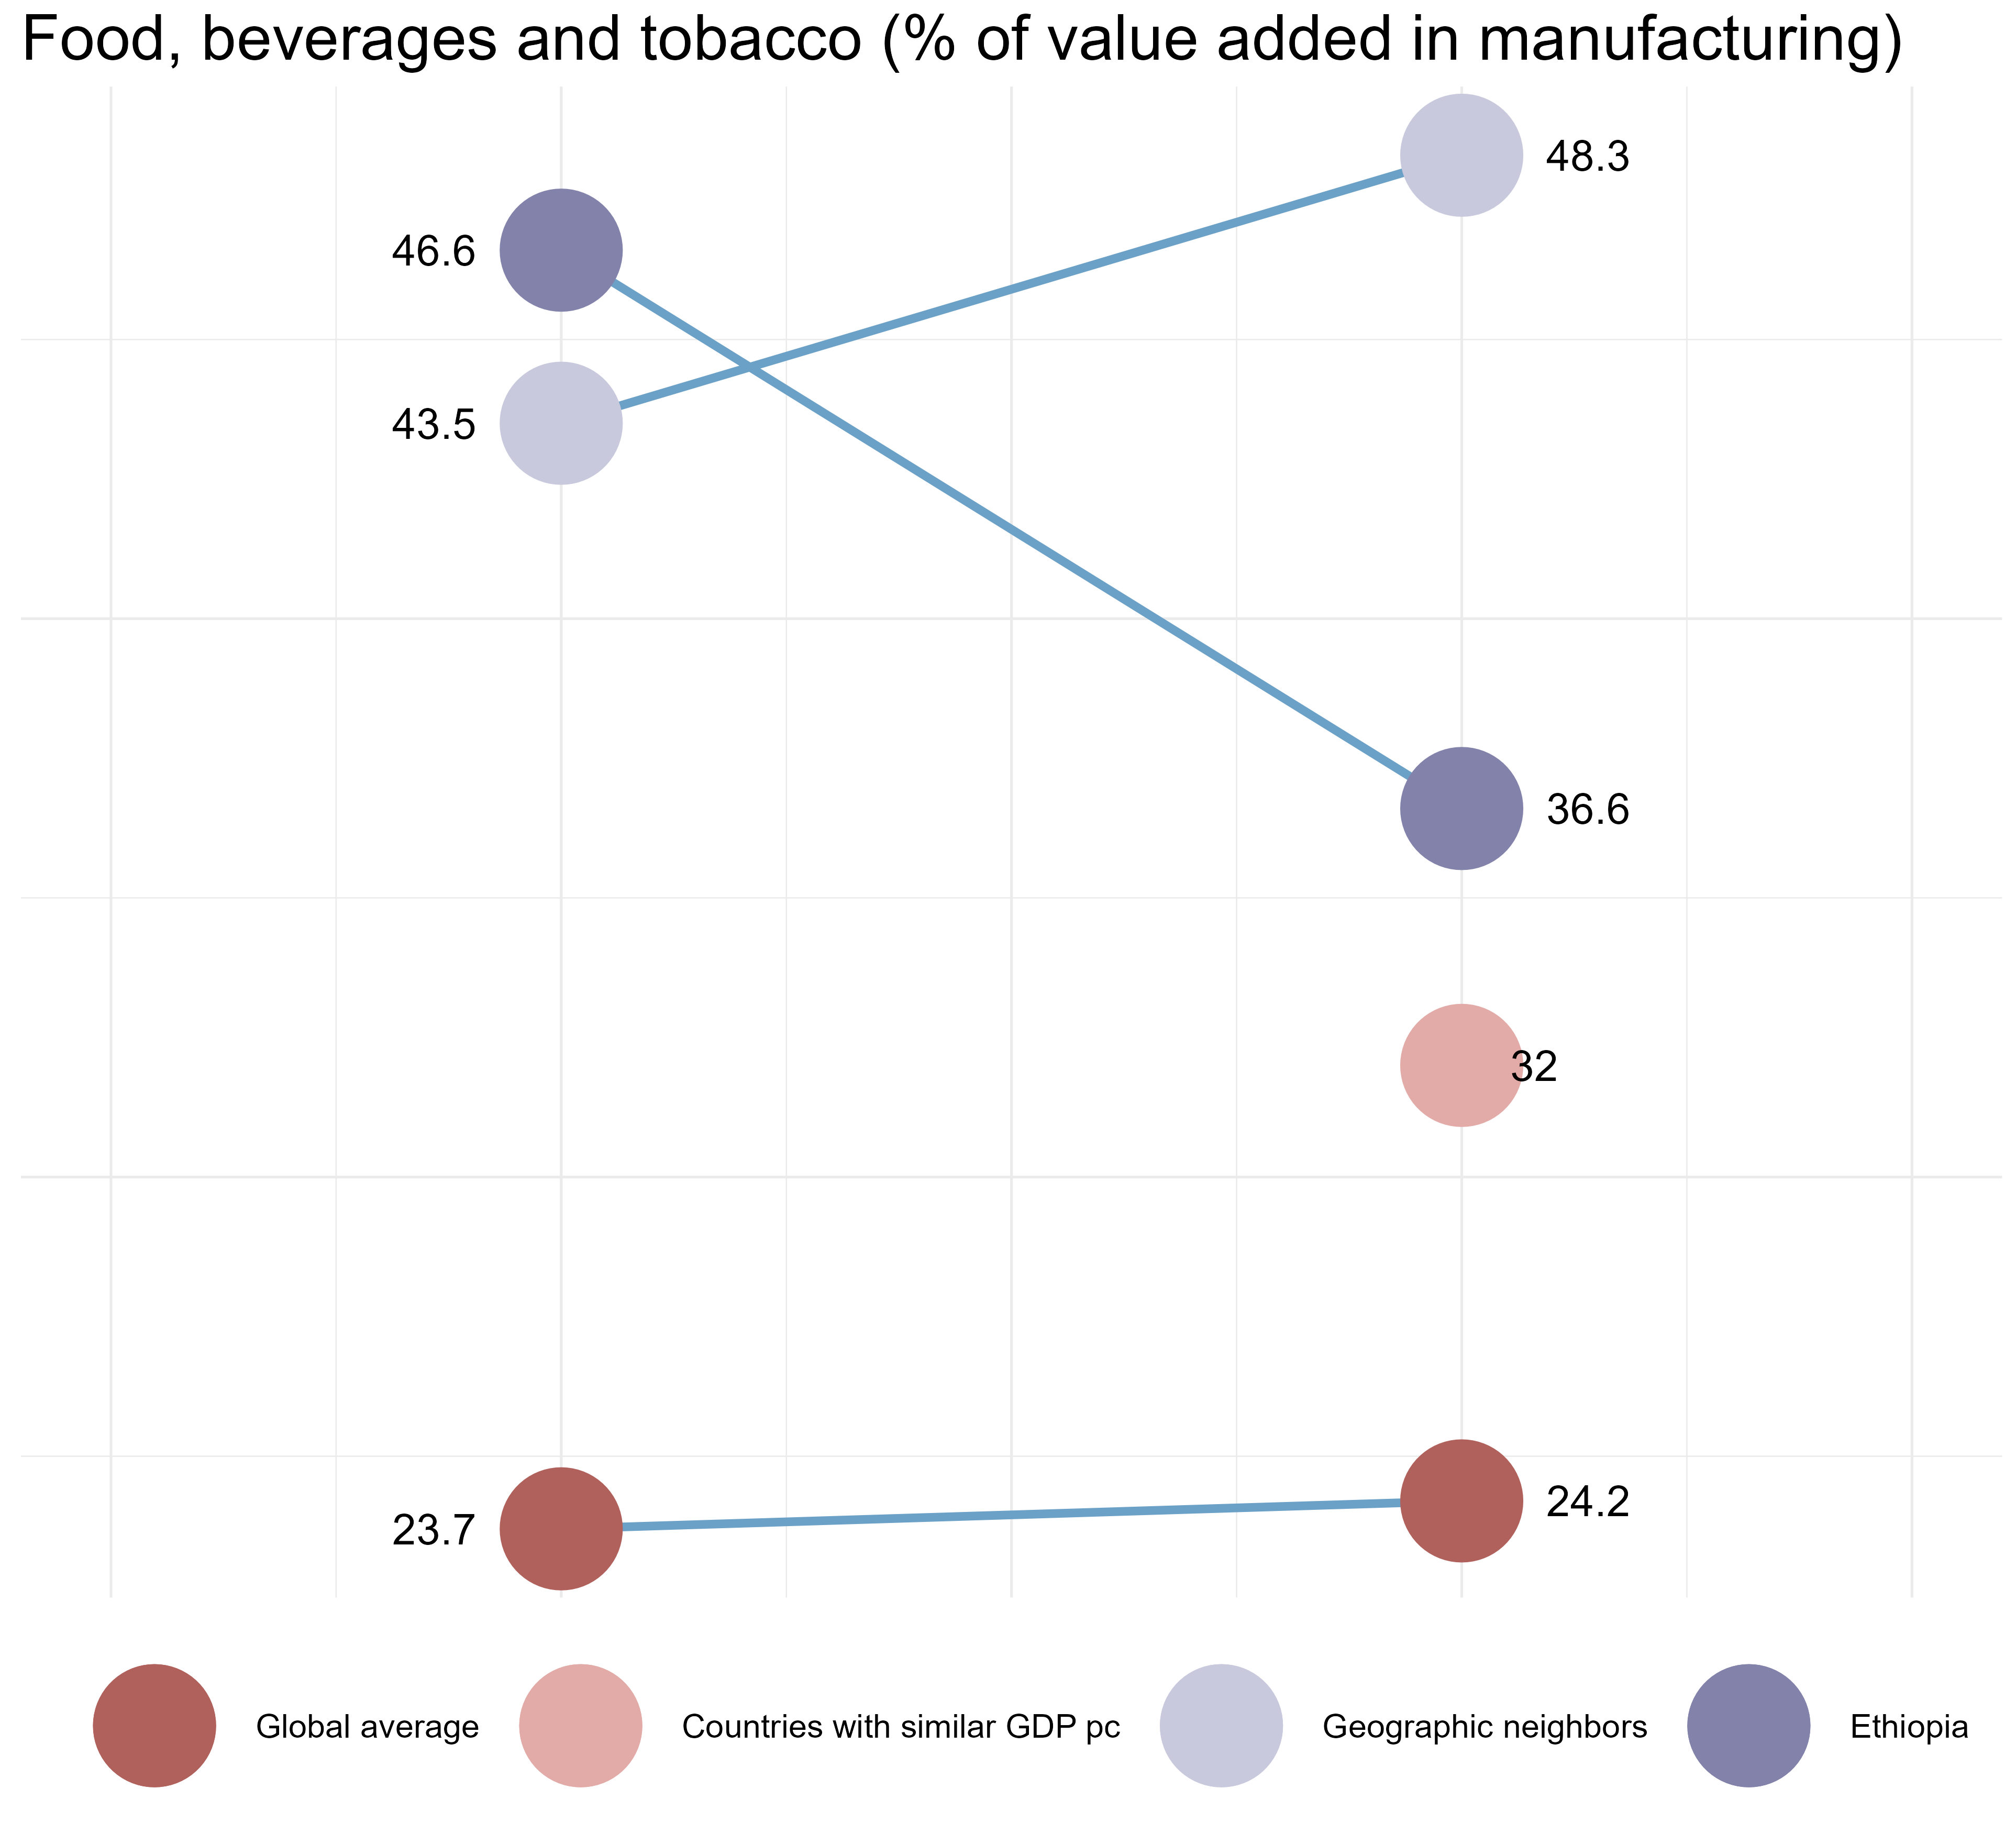 Food, beverages and tobacco (% of value added in manufacturing)
48.3
46.6
43.5
36.6
32
24.2
23.7
Global average
Countries with similar GDP pc
Geographic neighbors
Ethiopia